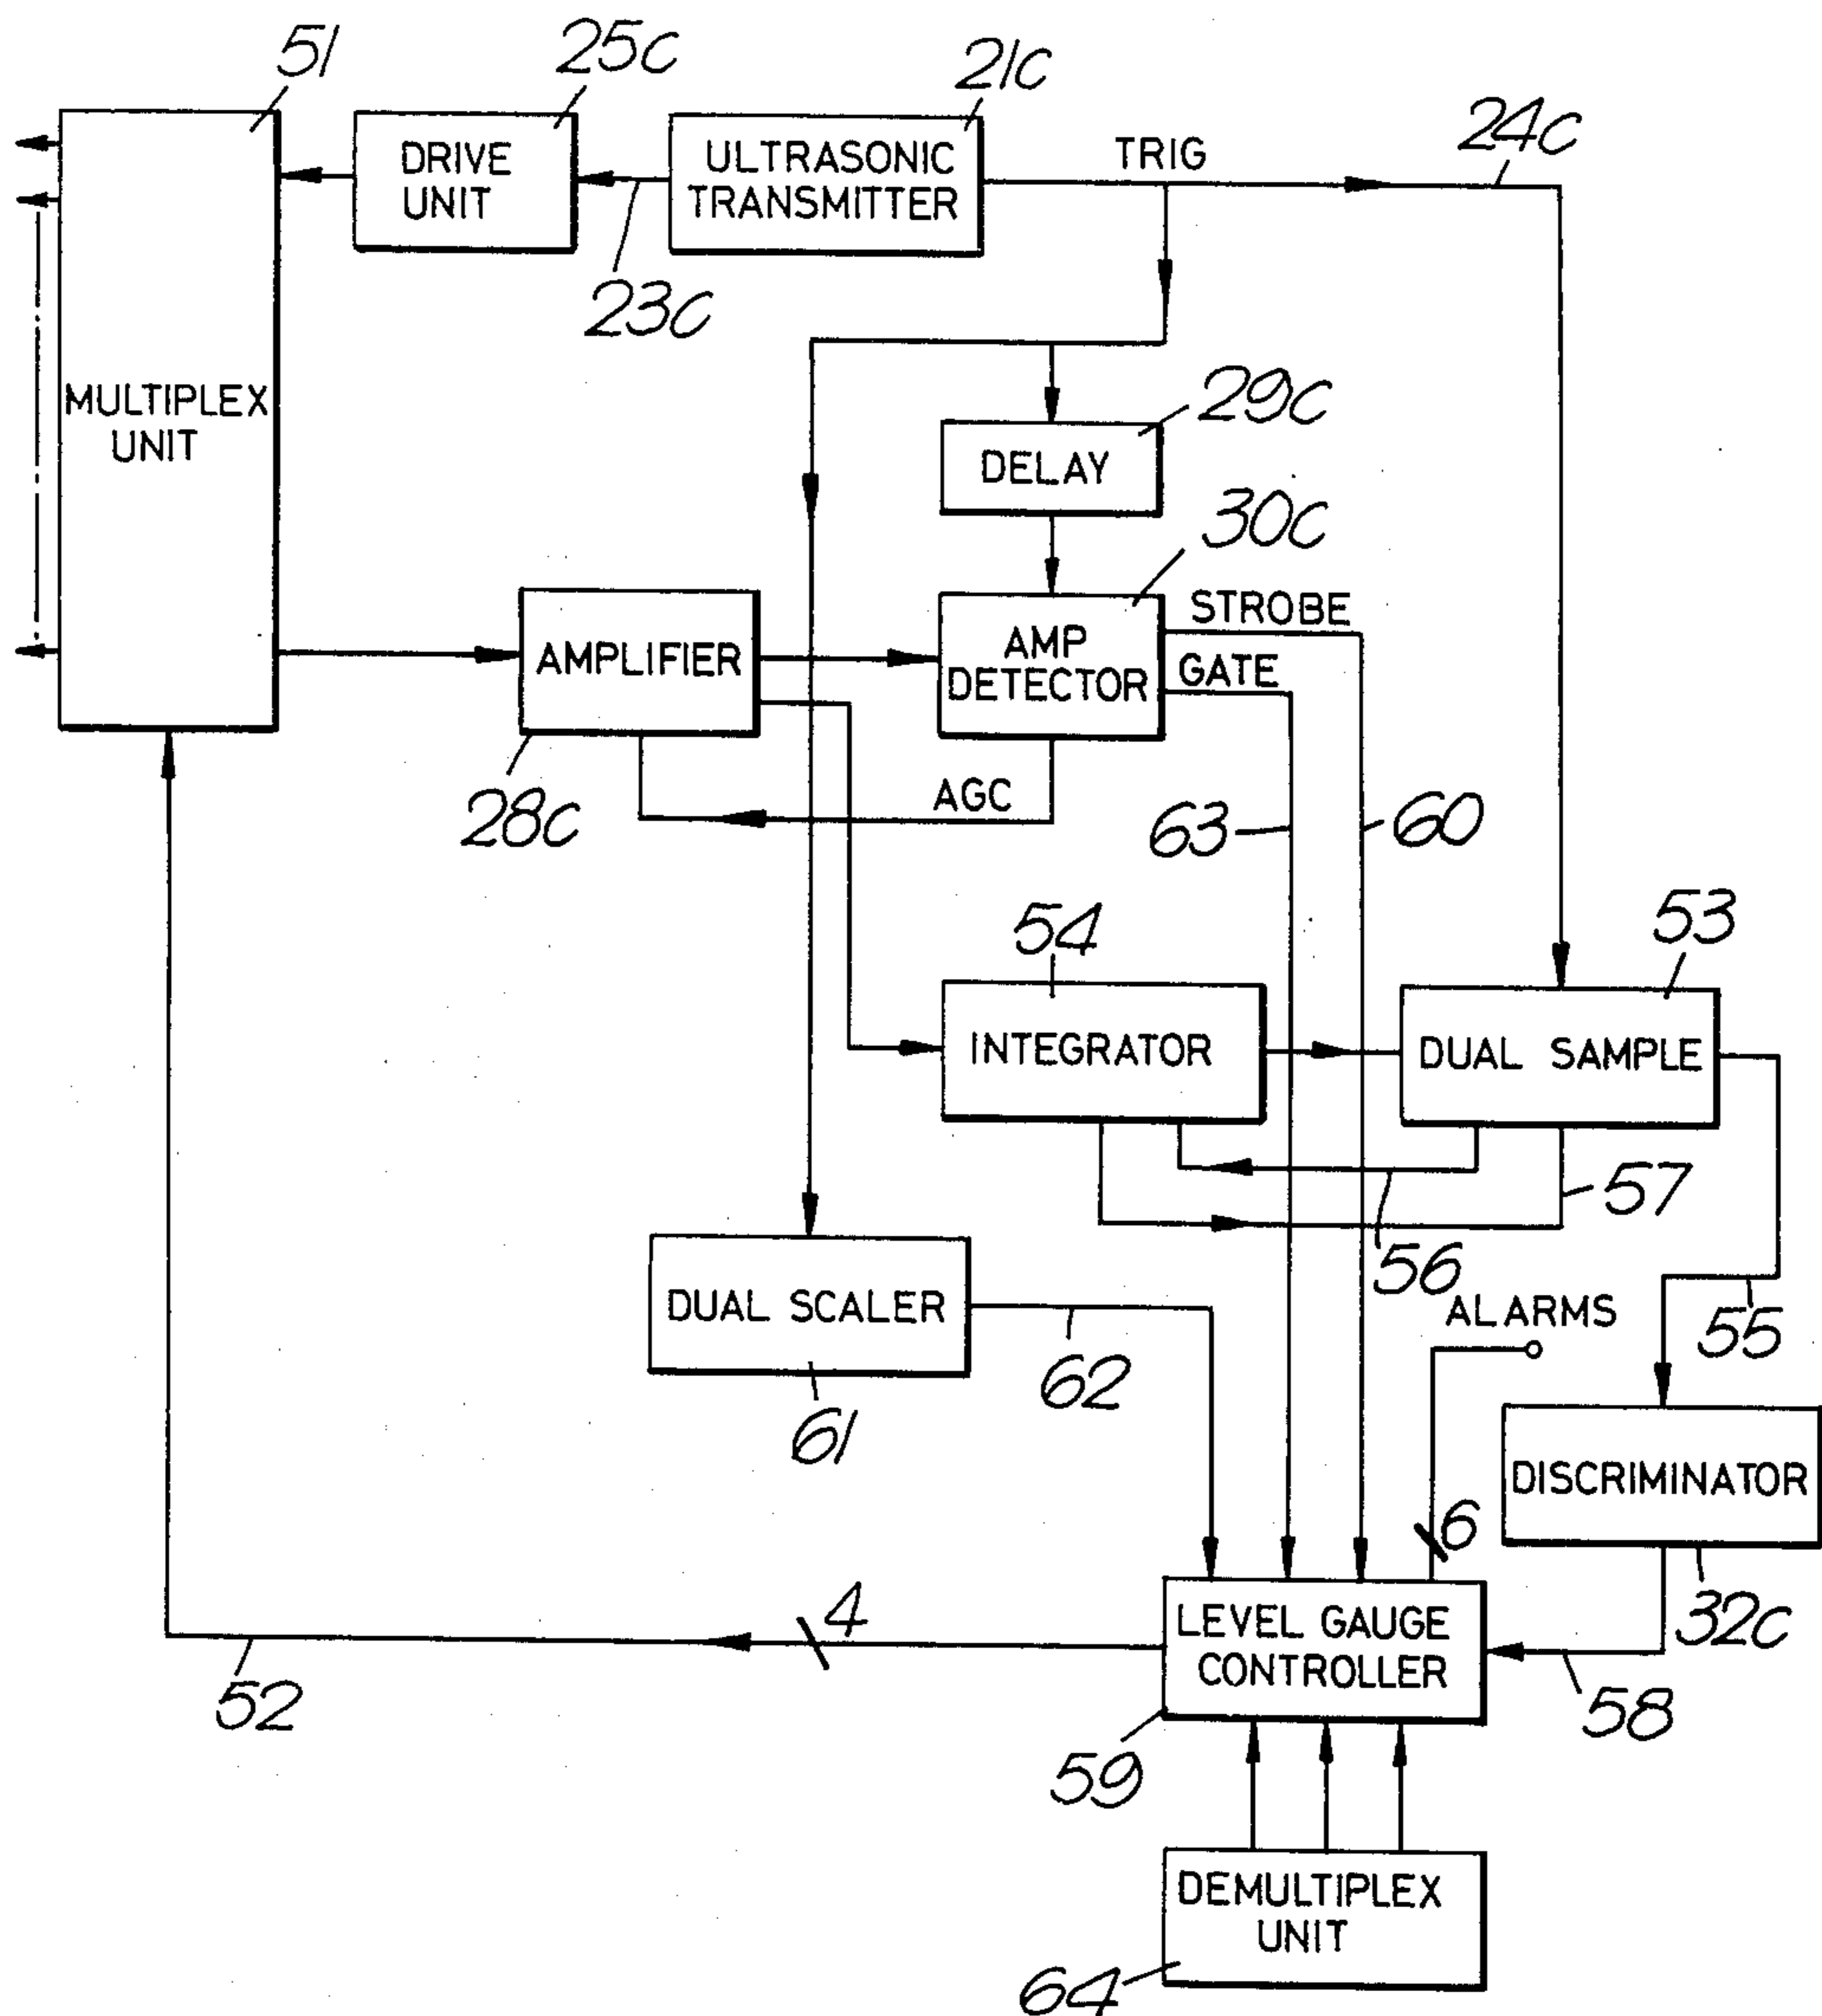 51
25C
21C
24C
DRIVE
UNIT
ULTRASONIC
TRANSMITTER
TRIG
23C
MULTIPLEX
UNIT
29C
DELAY
30C
AMPLIFIER
AMP
DETECTOR
STROBE
GATE
28C
AGC
63
60
54
53
INTEGRATOR
DUAL SAMPLE
57
56
DUAL SCALER
62
61
ALARMS
55
6
DISCRIMINATOR
32C
4
52
LEVEL GAUGE
CONTROLLER
58
59
DEMULTIPLEX
UNIT
64